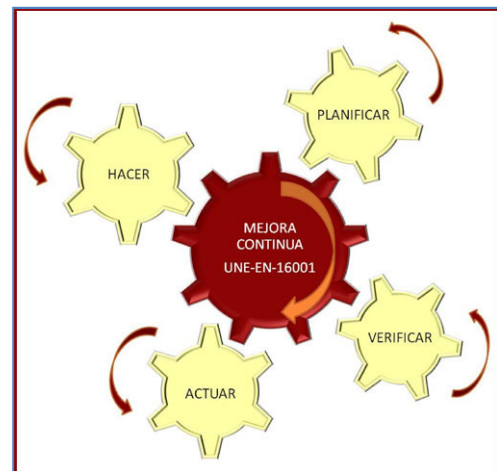 PLANIFICAR
HACER
MEJORA
CONTINUA
UNE-EN-16001
VERIFICAR
ACTUAR